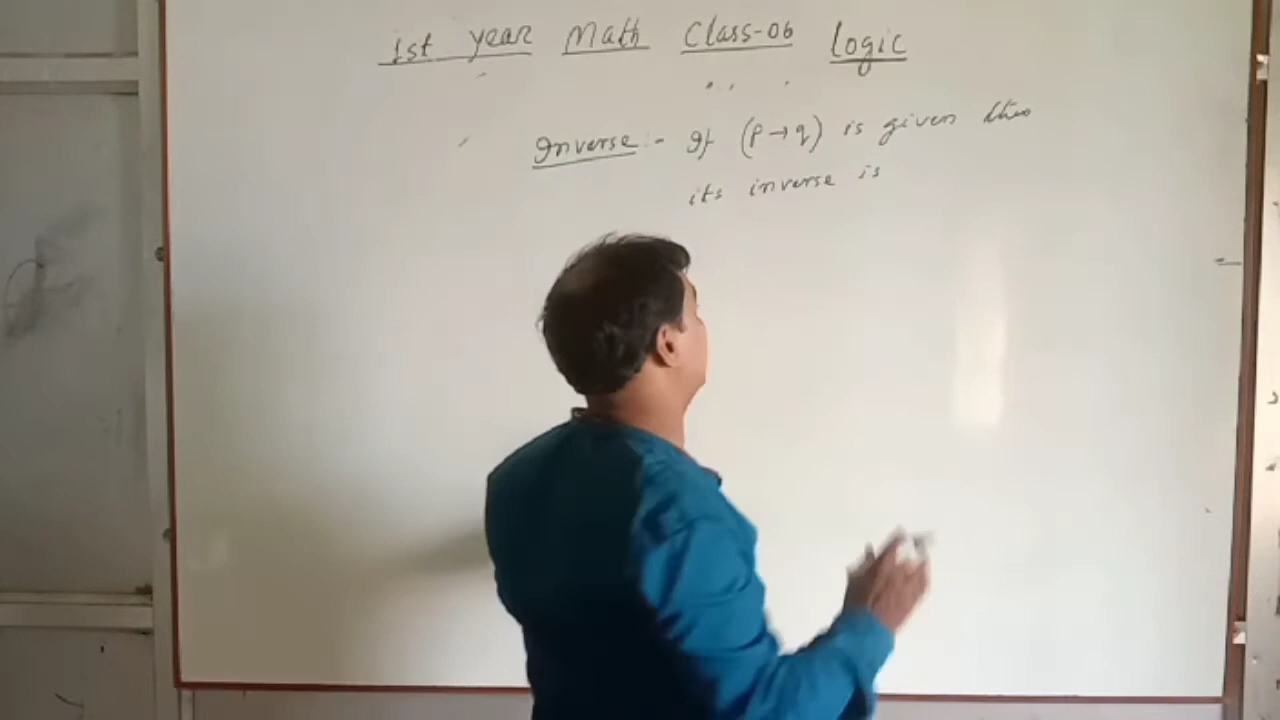 1st year Math Class-06 Logic
Inverse :- If (p→q) is given then
its inverse is